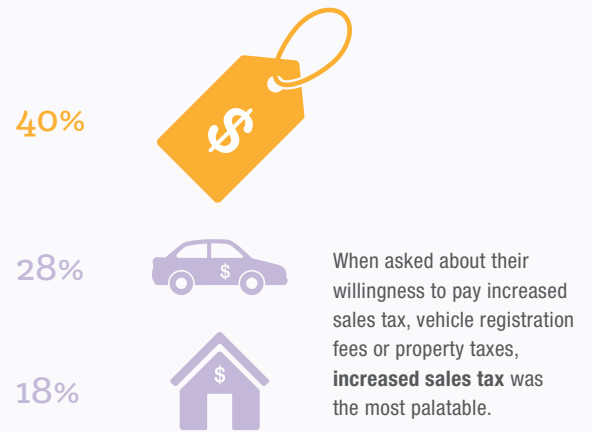 $
40%
$
28%
$
18%
When asked about their
willingness to pay increased
sales tax, vehicle registration
fees or property taxes,
increased sales tax was
the most palatable.